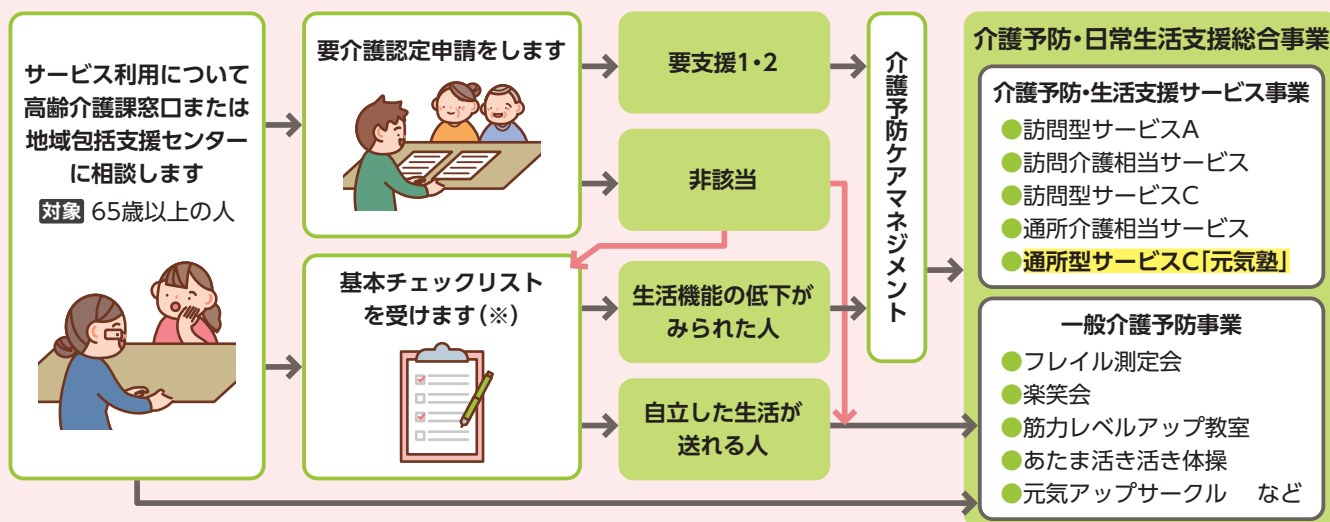 サービス利用について
高齢介護課窓口または
地域包括支援センター
に相談します
対象 65歳以上の人
要介護認定申請をします
基本チェックリスト
を受けます(※)
要支援1・2
非該当
生活機能の低下が
みられた人
自立した生活が
送れる人
介護予防ケアマネジメント
介護予防・日常生活支援総合事業
介護予防・生活支援サービス事業
●訪問型サービスA
●訪問介護相当サービス
●訪問型サービスC
●通所介護相当サービス
●通所型サービスC「元気塾」
一般介護予防事業
●フレイル測定会
●楽笑会
●筋力レベルアップ教室
●あたま活き活き体操
●元気アップサークル　など